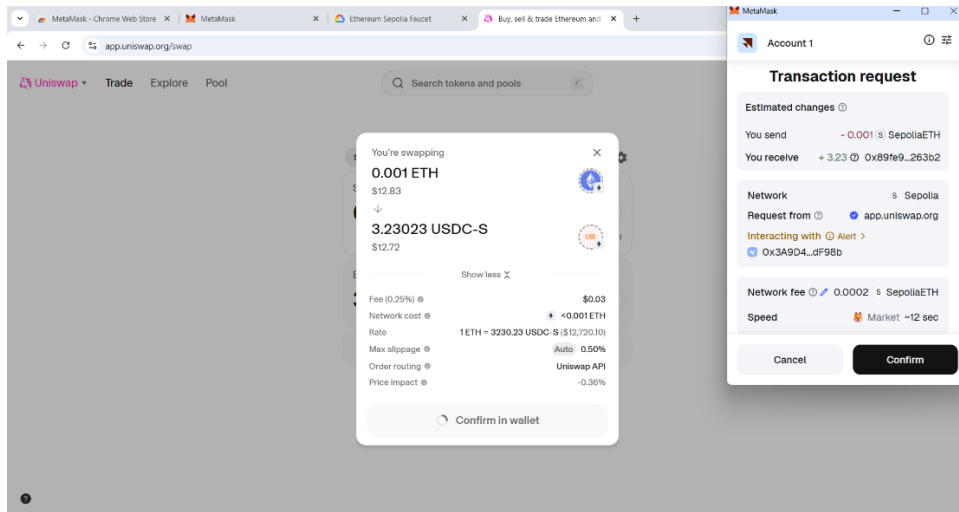 MetaMask - Chrome Web Store
MetaMask
Ethereum Sepolia Faucet
Buy, sell & trade Ethereum and
app.uniswap.org/swap
Uniswap
Trade
Explore
Pool
Search tokens and pools
/
You're swapping
0.001 ETH
$12.83
3.23023 USDC-S
$12.72
Show less
Fee (0.25%)
$0.03
Network cost
<0.001 ETH
Rate
1 ETH = 3230.23 USDC-S ($12,720.10)
Max slippage
Auto 0.50%
Order routing
Uniswap API
Price impact
-0.36%
Confirm in wallet
MetaMask
Account 1
Transaction request
Estimated changes
You send
- 0.001 S SepoliaETH
You receive
+ 3.23 0x89fe9...263b2
Network
S Sepolia
Request from
app.uniswap.org
Interacting with Alert >
0x3A9D4...dF98b
Network fee
0.0002 S SepoliaETH
Speed
Market ~12 sec
Cancel
Confirm